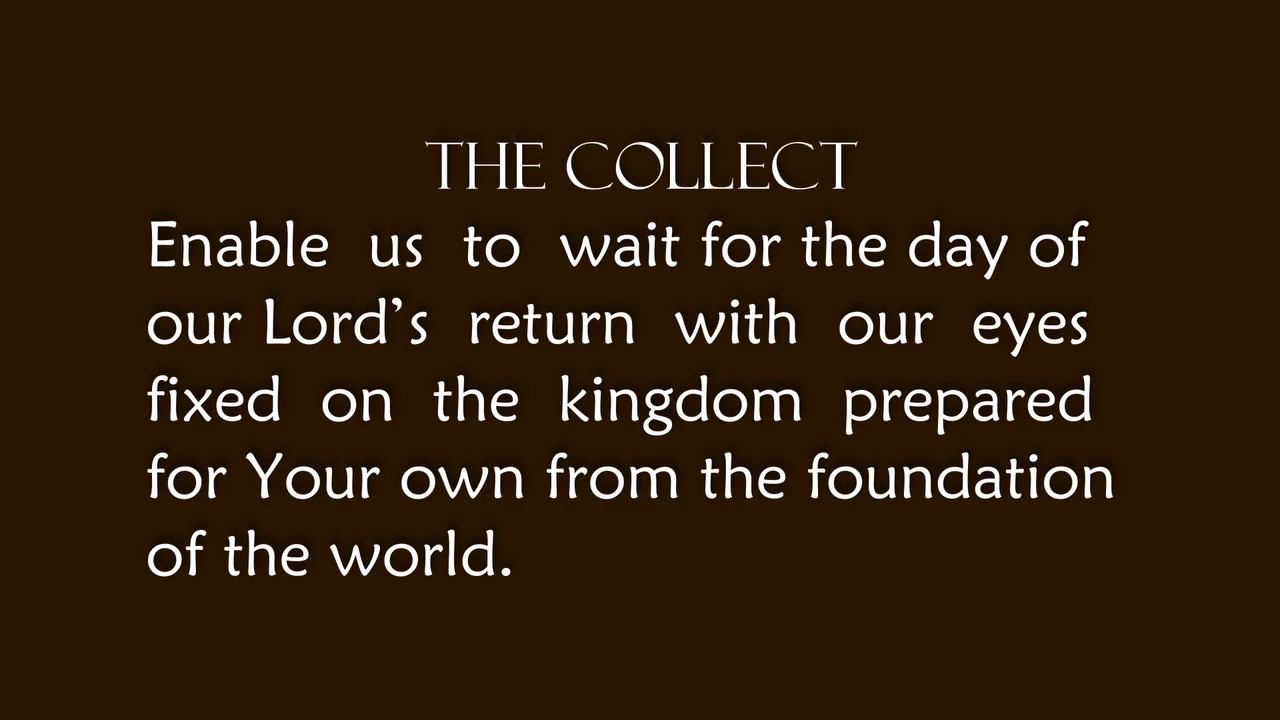 THE COLLECT
Enable us to wait for the day of
our Lord’s return with our eyes
fixed on the kingdom prepared
for Your own from the foundation
of the world.